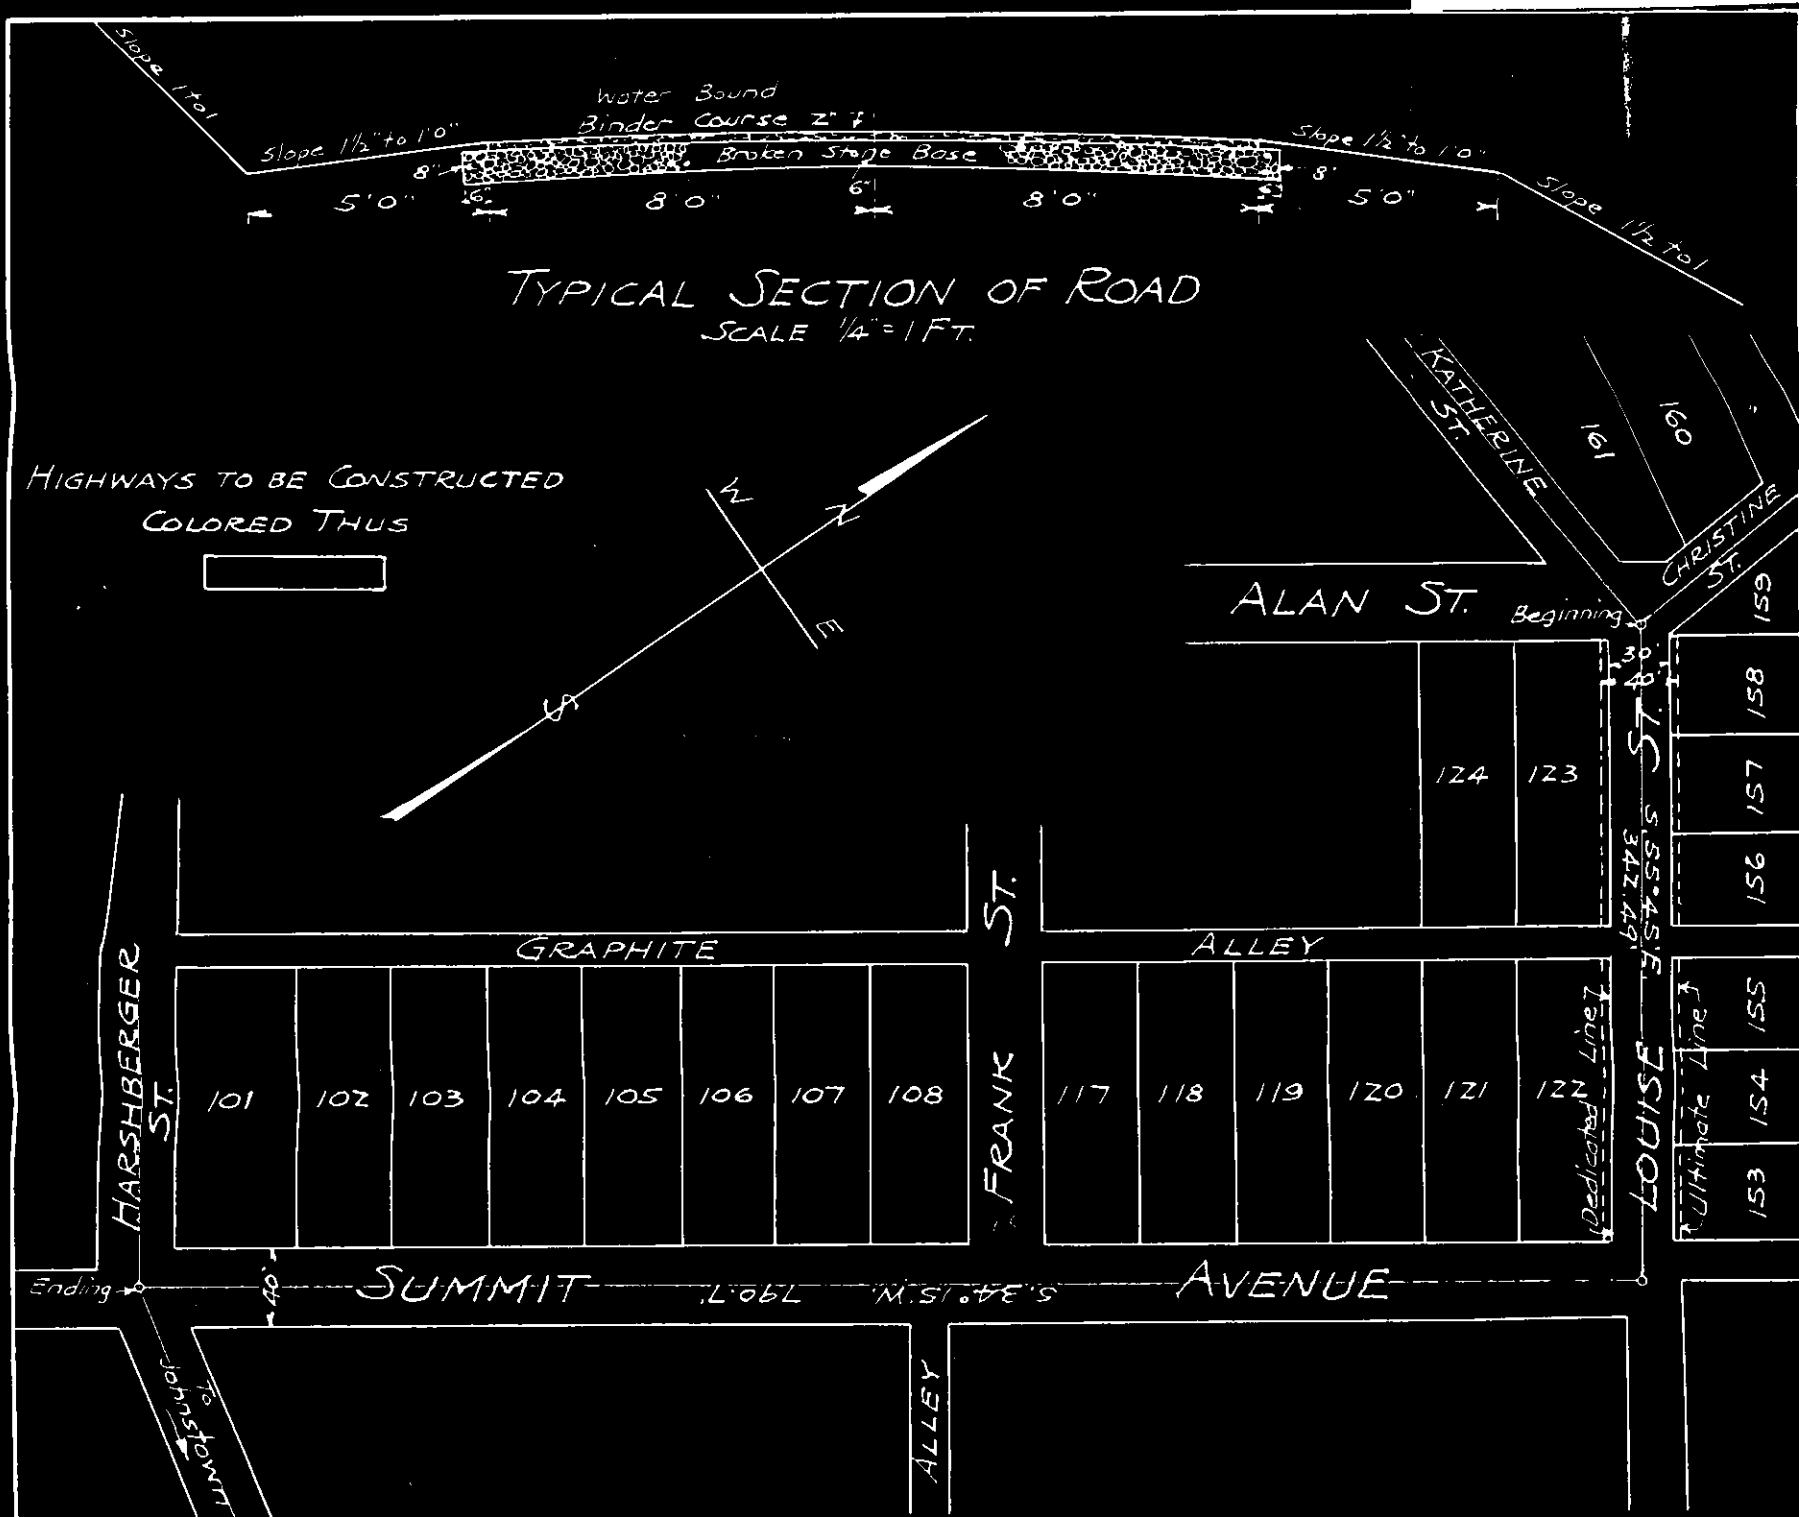 Slope 1 to 1
Water Bound
Binder Course 2"
Slope 1½" to 1'0"
Broken Stone Base
Slope 1½" to 1'0"
8"
8"
6"
6"
6"
5'0"
8'0"
8'0"
5'0"
Slope 1½ to 1
TYPICAL SECTION OF ROAD
SCALE ¼" = 1 FT.
HIGHWAYS TO BE CONSTRUCTED
COLORED THUS
N
E
S
KATHERINE
ST.
161
160
CHRISTINE
ST.
ALAN ST.
Beginning
30'
40'
159
158
157
156
155
154
153
124
123
LOUISE ST.
S 55°45'E.
342.49'
GRAPHITE
ALLEY
HARSHBERGER
ST.
FRANK ST.
101
102
103
104
105
106
107
108
117
118
119
120
121
122
Dedicated Line
Ultimate Line
Ending
40'
SUMMIT
AVENUE
S. 34°15'W.
790.7'
To
Johnstown
ALLEY